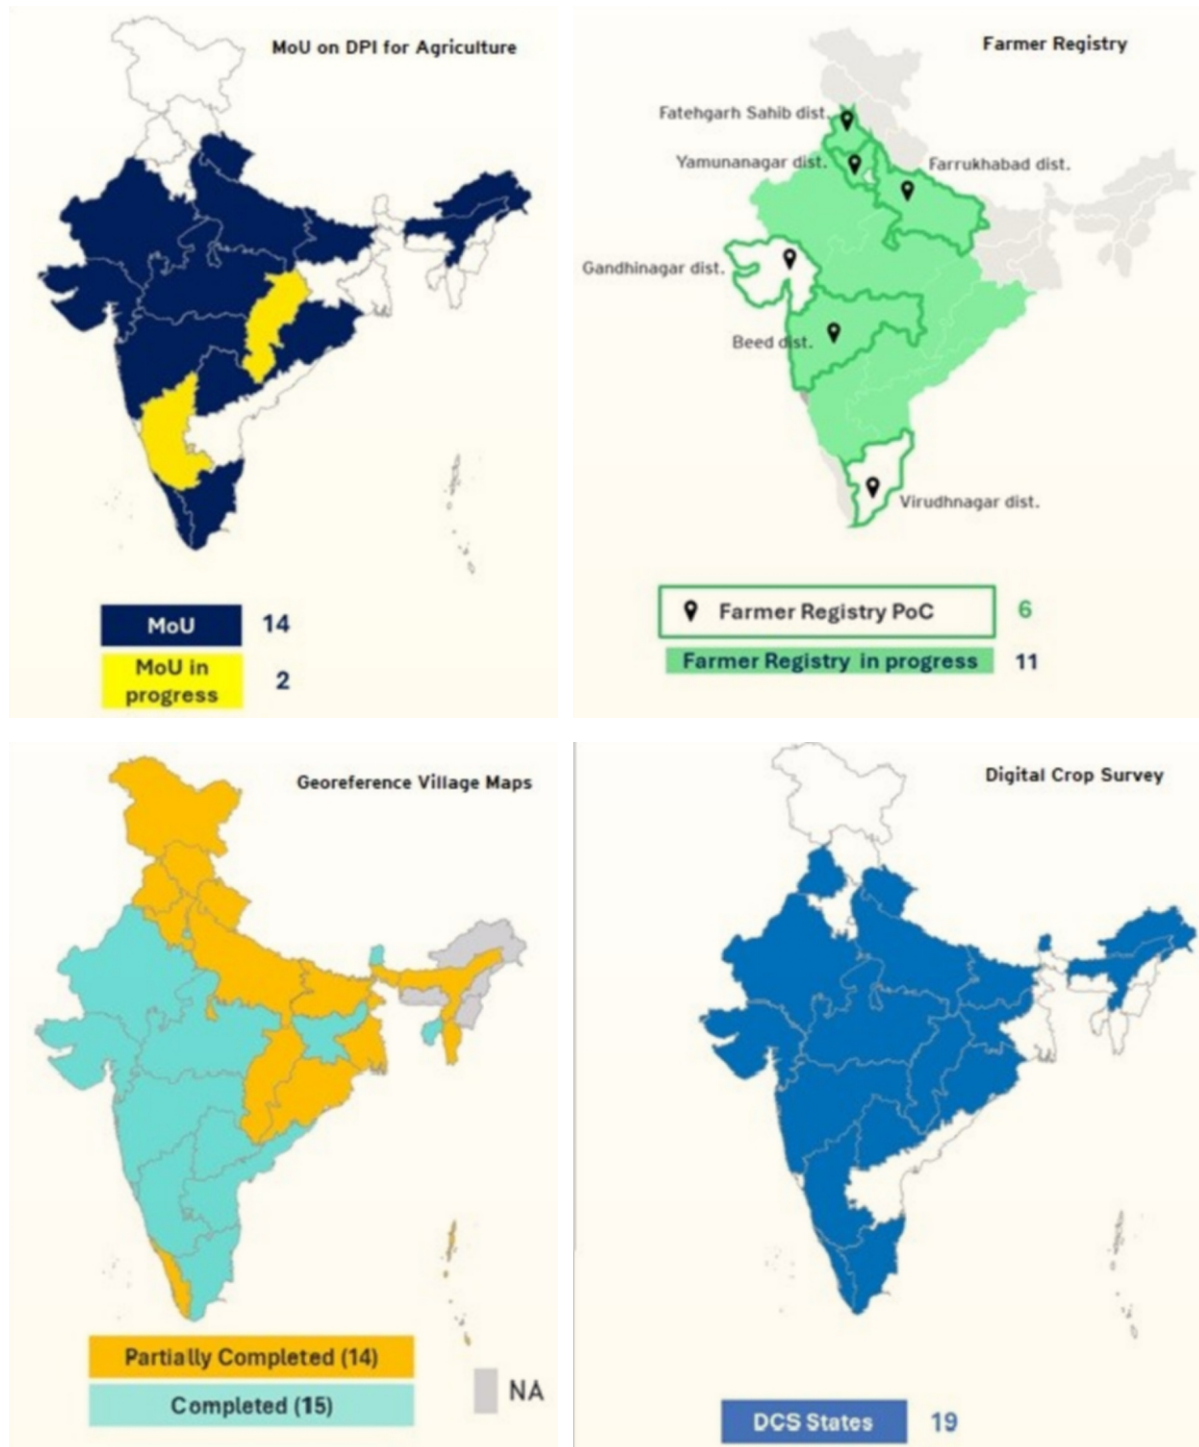 MoU on DPI for Agriculture
MoU 14
MoU in
progress
2
Farmer Registry
Fatehgarh Sahib dist.
Yamunanagar dist.
Farrukhabad dist.
Gandhinagar dist.
Beed dist.
Virudhnagar dist.
Farmer Registry PoC 6
Farmer Registry in progress 11
Georeference Village Maps
Partially Completed (14)
Completed (15)
NA
Digital Crop Survey
DCS States 19